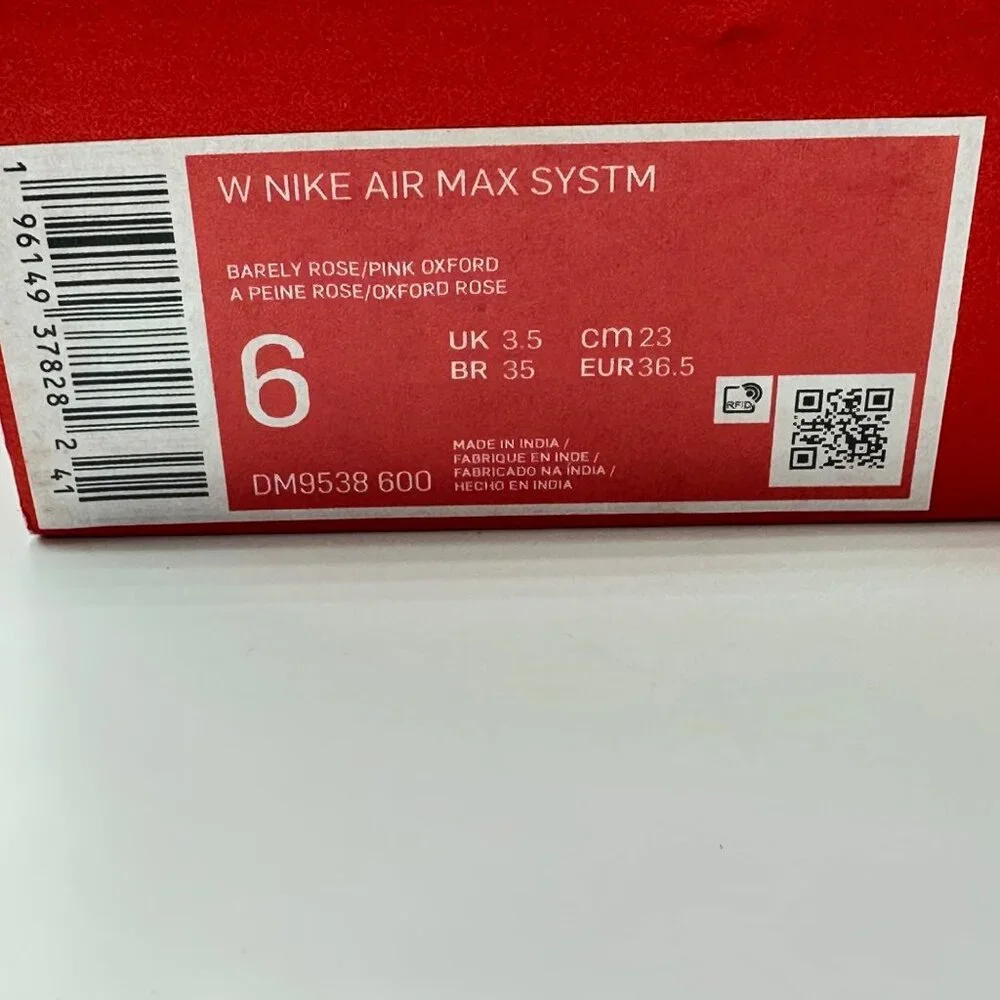 1 96149 37828 2 41
W NIKE AIR MAX SYSTM
BARELY ROSE/PINK OXFORD
A PEINE ROSE/OXFORD ROSE
6
UK 3.5 cm 23
BR 35 EUR 36.5
RFID
MADE IN INDIA /
FABRIQUE EN INDE /
FABRICADO NA ÍNDIA /
HECHO EN INDIA
DM9538 600